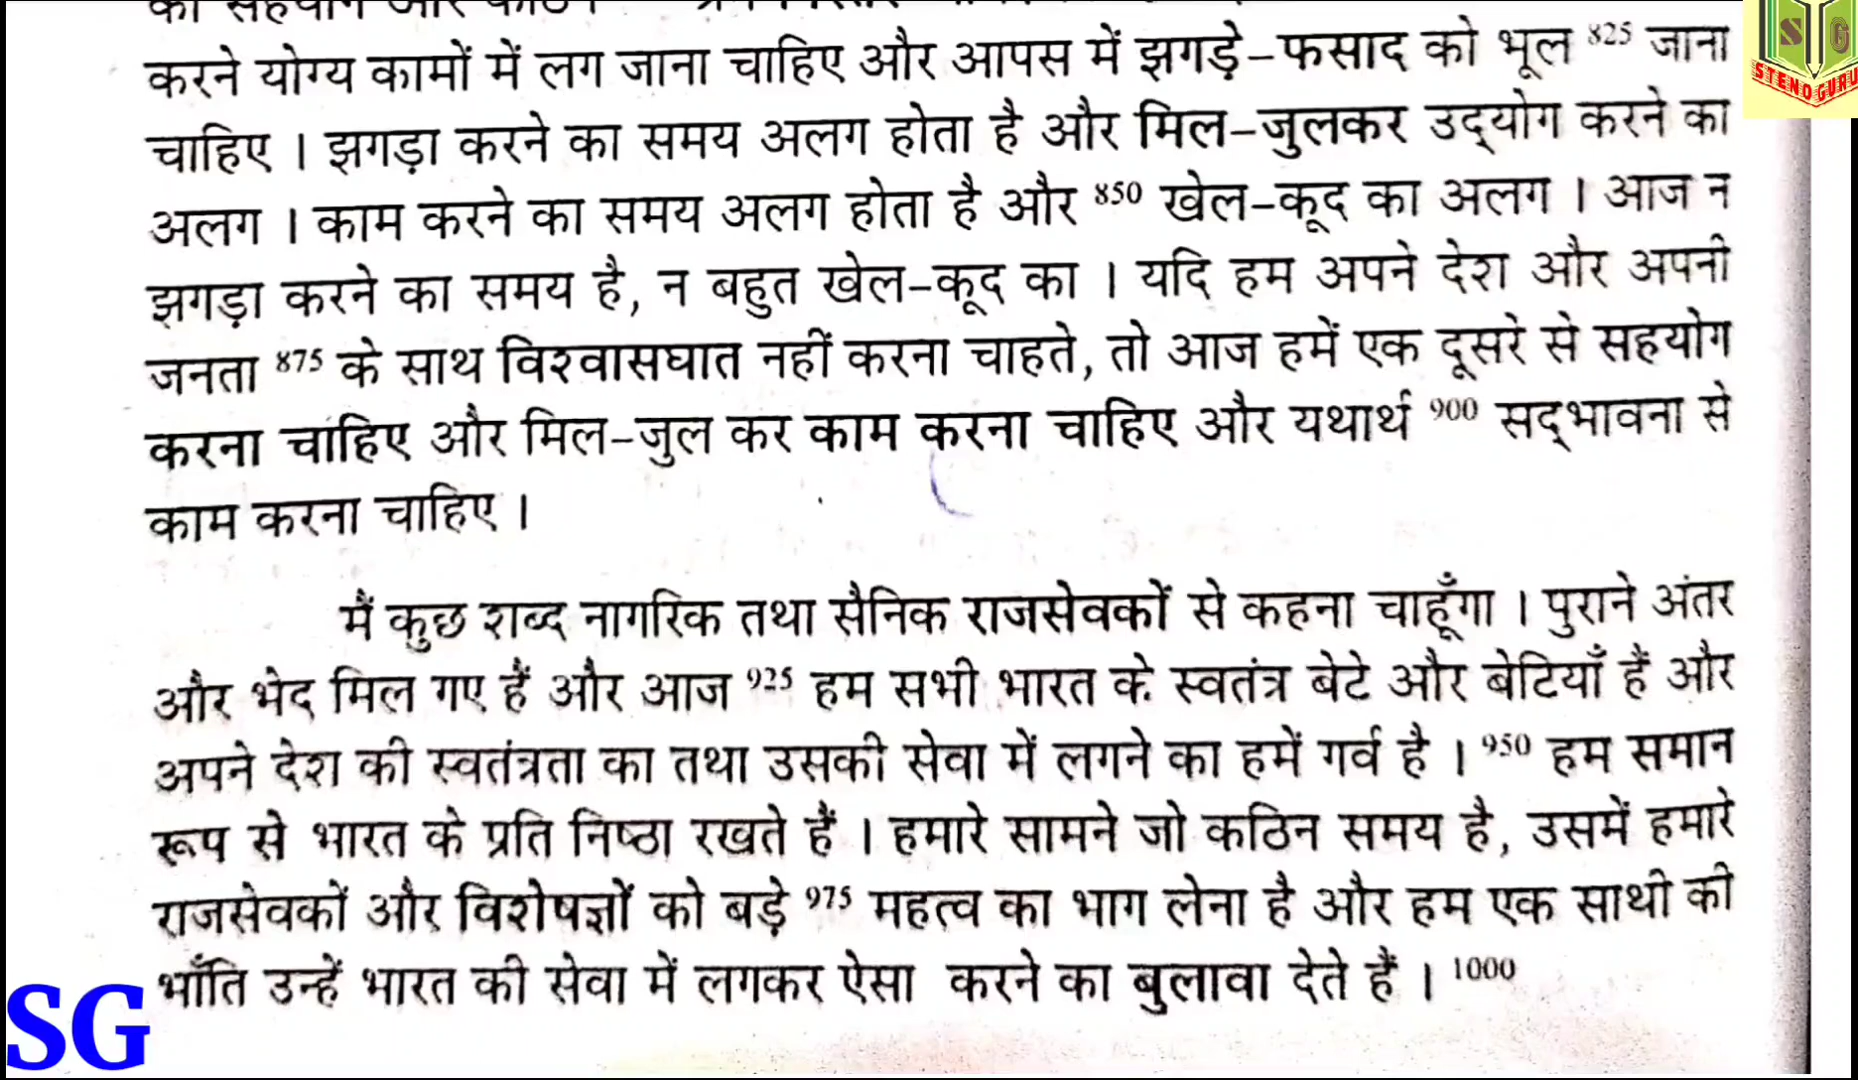 का सहयोग और
करने योग्य कामों में लग जाना चाहिए और आपस में झगड़े-फसाद को भूल 825 जाना
चाहिए । झगड़ा करने का समय अलग होता है और मिल-जुलकर उद्‌योग करने का
अलग । काम करने का समय अलग होता है और 850 खेल-कूद का अलग । आज न
झगड़ा करने का समय है, न बहुत खेल-कूद का । यदि हम अपने देश और अपनी
जनता 875 के साथ विश्वासघात नहीं करना चाहते, तो आज हमें एक दूसरे से सहयोग
करना चाहिए और मिल-जुल कर काम करना चाहिए और यथार्थ 900 सद्‌भावना से
काम करना चाहिए ।
मैं कुछ शब्द नागरिक तथा सैनिक राजसेवकों से कहना चाहूँगा । पुराने अंतर
और भेद मिल गए हैं और आज 925 हम सभी भारत के स्वतंत्र बेटे और बेटियाँ हैं और
अपने देश की स्वतंत्रता का तथा उसकी सेवा में लगने का हमें गर्व है । 950 हम समान
रूप से भारत के प्रति निष्ठा रखते हैं । हमारे सामने जो कठिन समय है, उसमें हमारे
राजसेवकों और विशेषज्ञों को बड़े 975 महत्व का भाग लेना है और हम एक साथी की
भाँति उन्हें भारत की सेवा में लगकर ऐसा करने का बुलावा देते हैं । 1000
SG
S G
STENOGURU